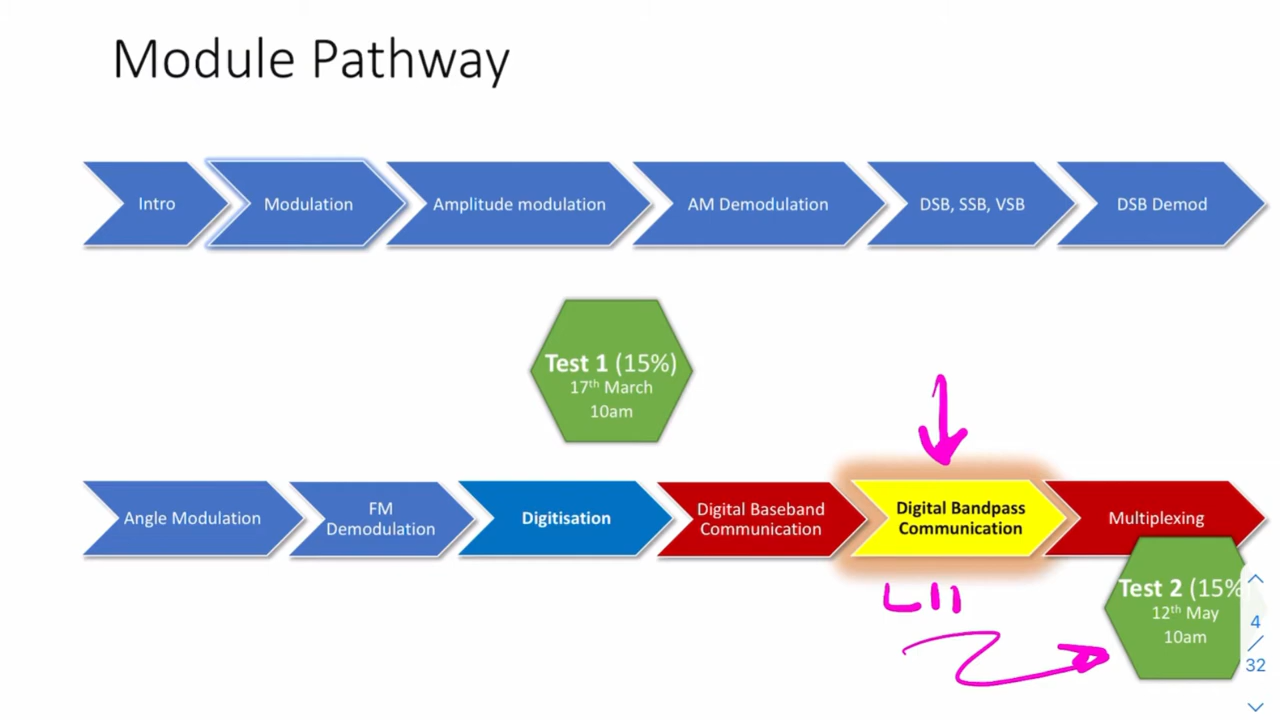 Module Pathway
Intro
Modulation
Amplitude modulation
AM Demodulation
DSB, SSB, VSB
DSB Demod
Test 1 (15%)
17th March
10am
Angle Modulation
FM
Demodulation
Digitisation
Digital Baseband
Communication
Digital Bandpass
Communication
Multiplexing
L11
Test 2 (15%
12th May
10am
4
/
32